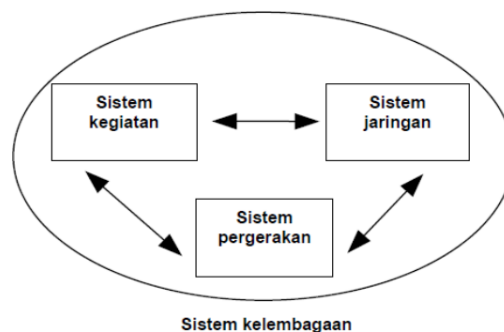 Sistem
kegiatan
Sistem
jaringan
Sistem
pergerakan
Sistem kelembagaan